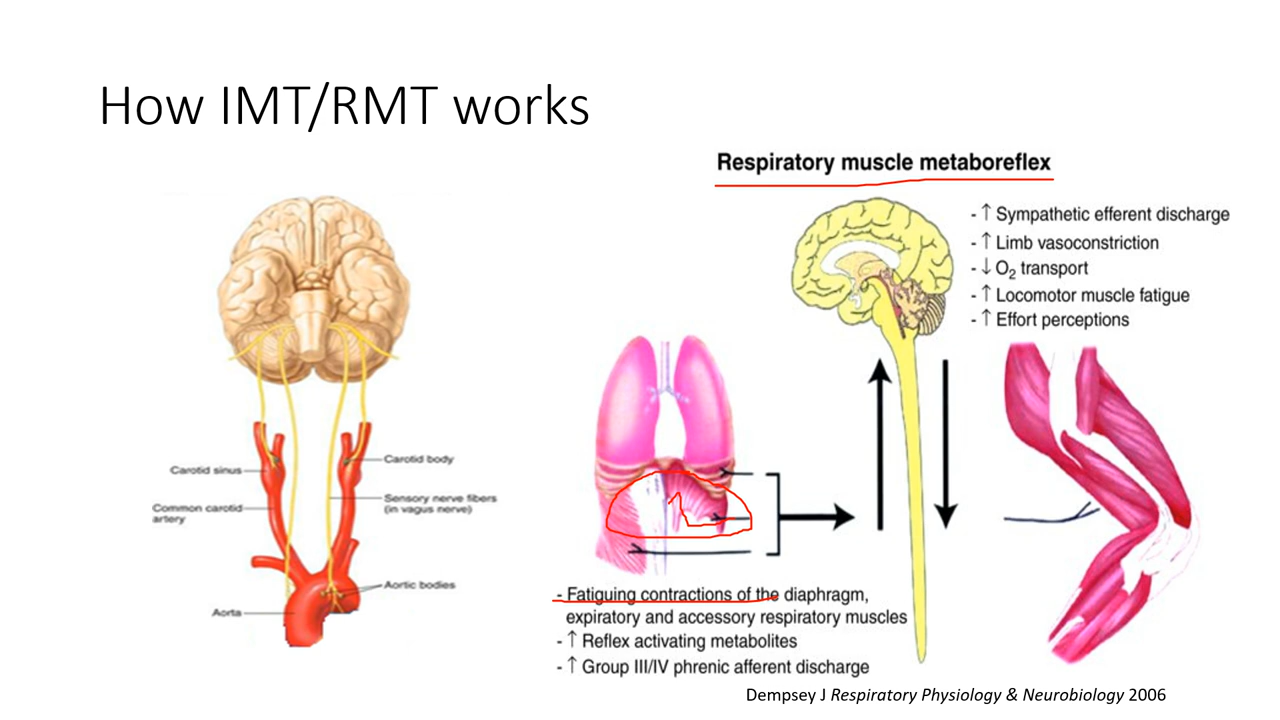 How IMT/RMT works
Respiratory muscle metaboreflex
- ↑ Sympathetic efferent discharge
- ↑ Limb vasoconstriction
- ↓ O₂ transport
- ↑ Locomotor muscle fatigue
- ↑ Effort perceptions
Carotid sinus
Common carotid
artery
Aorta
Carotid body
Sensory nerve fibers
(in vagus nerve)
Aortic bodies
- Fatiguing contractions of the diaphragm,
expiratory and accessory respiratory muscles
- ↑ Reflex activating metabolites
- ↑ Group III/IV phrenic afferent discharge
Dempsey J Respiratory Physiology & Neurobiology 2006